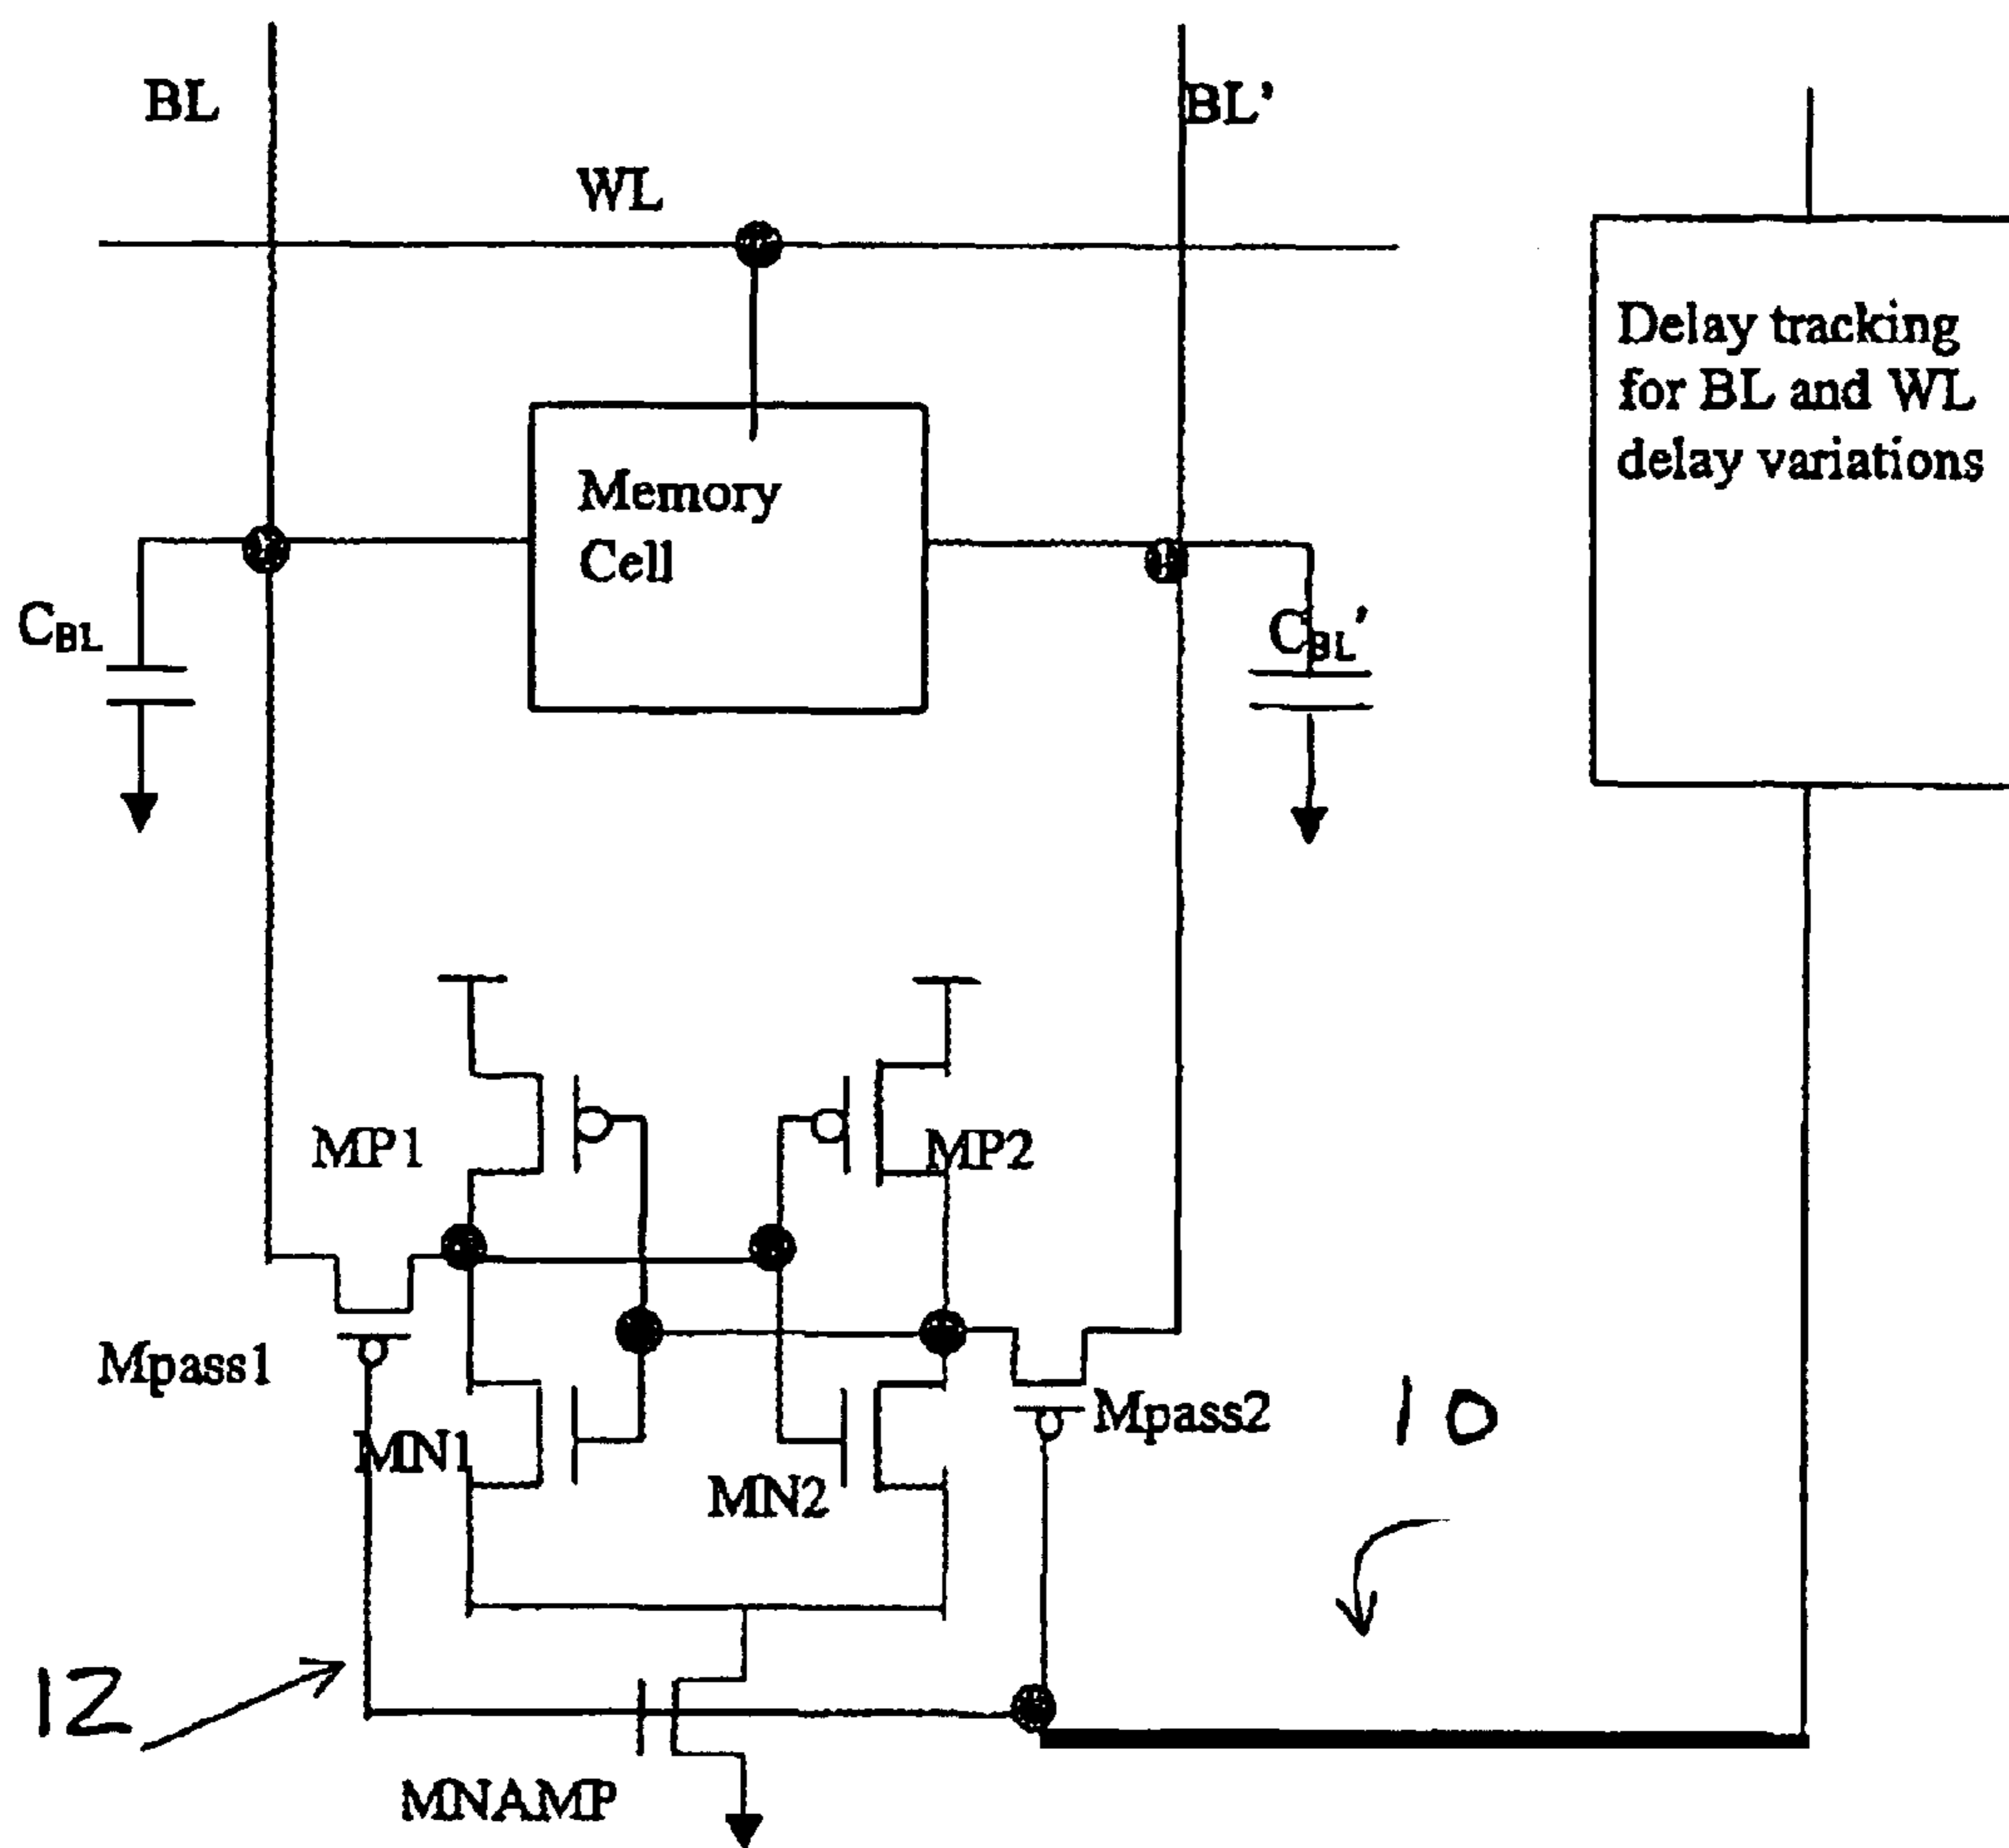 BL
BL'
WL
Delay tracking
for BL and WL
delay variations
Memory
Cell
CBL
CBL'
MP1
MP2
Mpass1
Mpass2
MN1
MN2
10
12
MNAMP